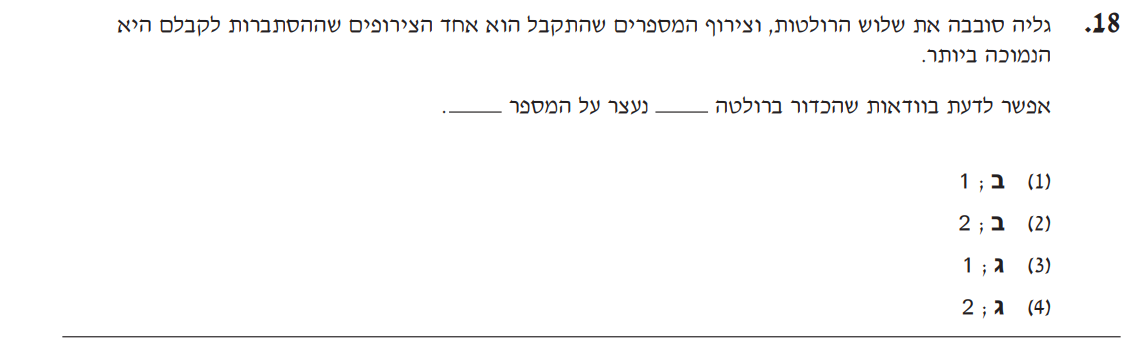 18. גליה סובבה את שלוש הרולטות, וצירוף המספרים שהתקבל הוא אחד הצירופים שההסתברות לקבלם היא
הנמוכה ביותר.
אפשר לדעת בוודאות שהכדור ברולטה _____ נעצר על המספר _____.
(1) ב ; 1
(2) ב ; 2
(3) ג ; 1
(4) ג ; 2